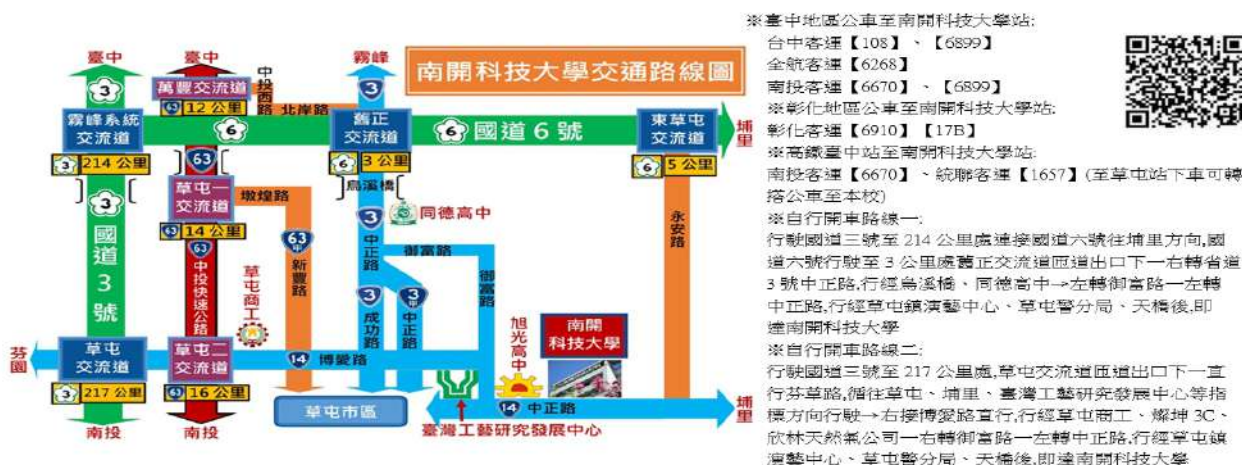 南開科技大學交通路線圖
臺中
臺中
霧峰
3
萬豐交流道
63 12 公里
中投西路
北岸路
3
霧峰系統
交流道
3 214 公里
6
舊正
交流道
6 3 公里
6 國道 6 號
東草屯
交流道
6 5 公里
埔里
63
烏溪橋
3
國道3號
草屯一
交流道
63 14 公里
墩煌路
63甲
新豐路
63
中投快速公路
3
中正路
同德高中
御富路
御富路
永安路
3
成功路
3甲
中正路
草屯商工
旭光高中
南開
科技大學
芬園
草屯
交流道
3 217 公里
南投
草屯二
交流道
63 16 公里
南投
14 博愛路
草屯市區
14 中正路
埔里
臺灣工藝研究發展中心
※臺中地區公車至南開科技大學站:
台中客運【108】、【6899】
全航客運【6268】
南投客運【6670】、【6899】
※彰化地區公車至南開科技大學站:
彰化客運【6910】【17B】
※高鐵臺中站至南開科技大學站:
南投客運【6670】、統聯客運【1657】(至草屯站下車可轉
搭公車至本校)
※自行開車路線一:
行駛國道三號至 214 公里處連接國道六號往埔里方向,國
道六號行駛至 3 公里處舊正交流道匝道出口下—右轉省道
3 號中正路,行經烏溪橋、同德高中→左轉御富路—左轉
中正路,行經草屯鎮演藝中心、草屯警分局、天橋後,即
達南開科技大學
※自行開車路線二:
行駛國道三號至 217 公里處,草屯交流道匝道出口下—直
行芬草路,循往草屯、埔里、臺灣工藝研究發展中心等指
標方向行駛→右接博愛路直行,行經草屯商工、燦坤 3C、
欣林天然氣公司—右轉御富路—左轉中正路,行經草屯鎮
演藝中心、草屯警分局、天橋後,即達南開科技大學